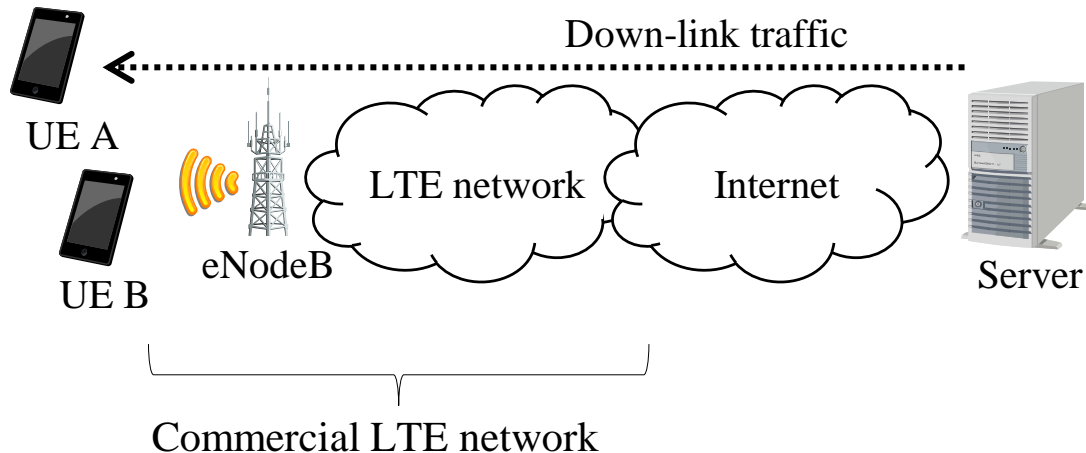 Down-link traffic
UE A
LTE network
Internet
eNodeB
UE B
Server
Commercial LTE network